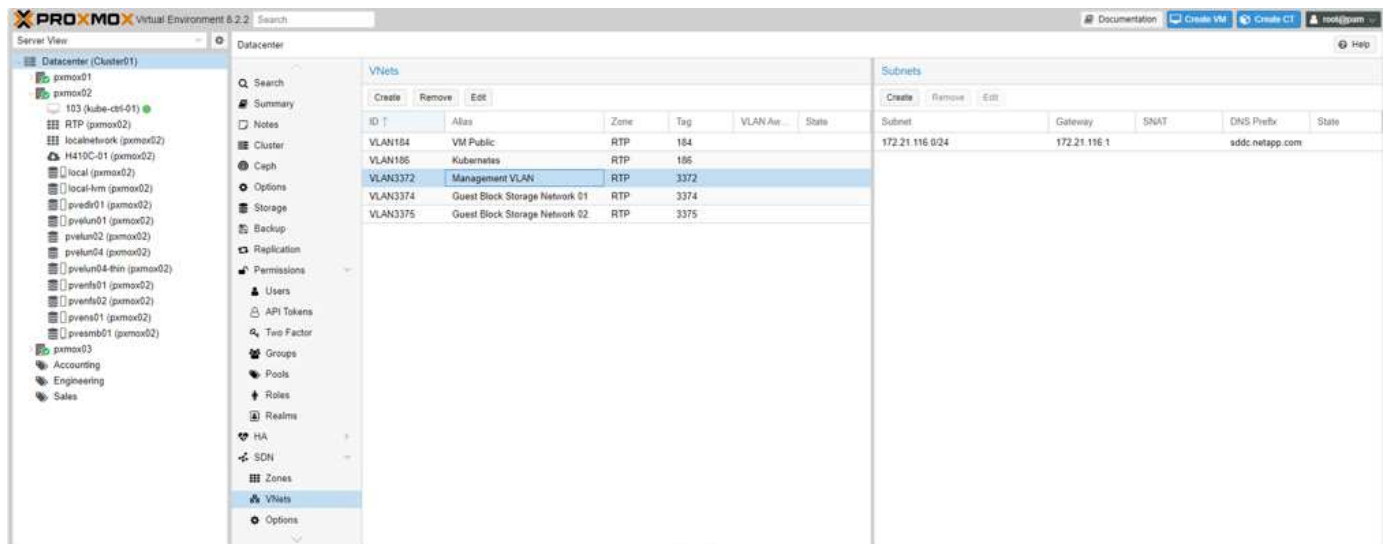 PROXMOX Virtual Environment 8.2.2 Search
Documentation Create VM Create CT root@pam
Server View
Datacenter
Help
Datacenter (Cluster01)
pxmox01
pxmox02
103 (kube-ctrl-01)
RTP (pxmox02)
localnetwork (pxmox02)
H410C-01 (pxmox02)
local (pxmox02)
local-lvm (pxmox02)
pvedir01 (pxmox02)
pvelun01 (pxmox02)
pvelun02 (pxmox02)
pvelun04 (pxmox02)
pvelun04-thin (pxmox02)
pvenfs01 (pxmox02)
pvenfs02 (pxmox02)
pvens01 (pxmox02)
pvesmb01 (pxmox02)
pxmox03
Accounting
Engineering
Sales
Search
Summary
Notes
Cluster
Ceph
Options
Storage
Backup
Replication
Permissions
Users
API Tokens
Two Factor
Groups
Pools
Roles
Realms
HA
SDN
Zones
VNets
Options
VNets
Create Remove Edit
ID ↑ Alias Zone Tag VLAN Aw... State
VLAN184 VM Public RTP 184
VLAN186 Kubernetes RTP 186
VLAN3372 Management VLAN RTP 3372
VLAN3374 Guest Block Storage Network 01 RTP 3374
VLAN3375 Guest Block Storage Network 02 RTP 3375
Subnets
Create Remove Edit
Subnet Gateway SNAT DNS Prefix State
172.21.116.0/24 172.21.116.1 sddc.netapp.com